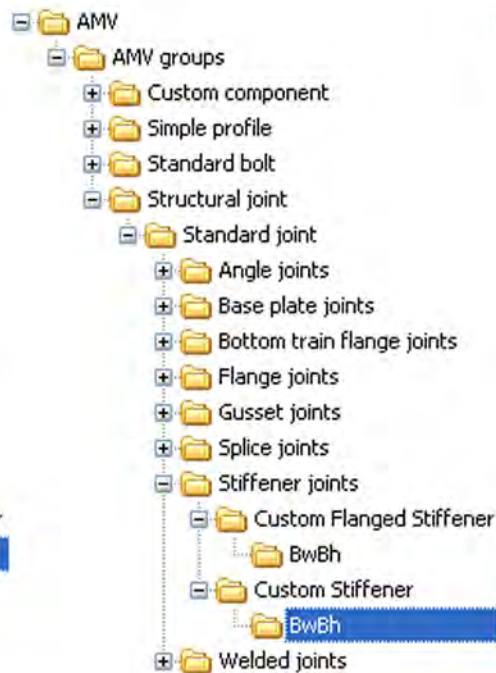 AMV
AMV groups
Custom component
Simple profile
Standard bolt
Structural joint
Standard joint
Angle joints
Base plate joints
Bottom train flange joints
Flange joints
Gusset joints
Splice joints
Stiffener joints
Custom Flanged Stiffener
BwBh
Custom Stiffener
BwBh
Welded joints